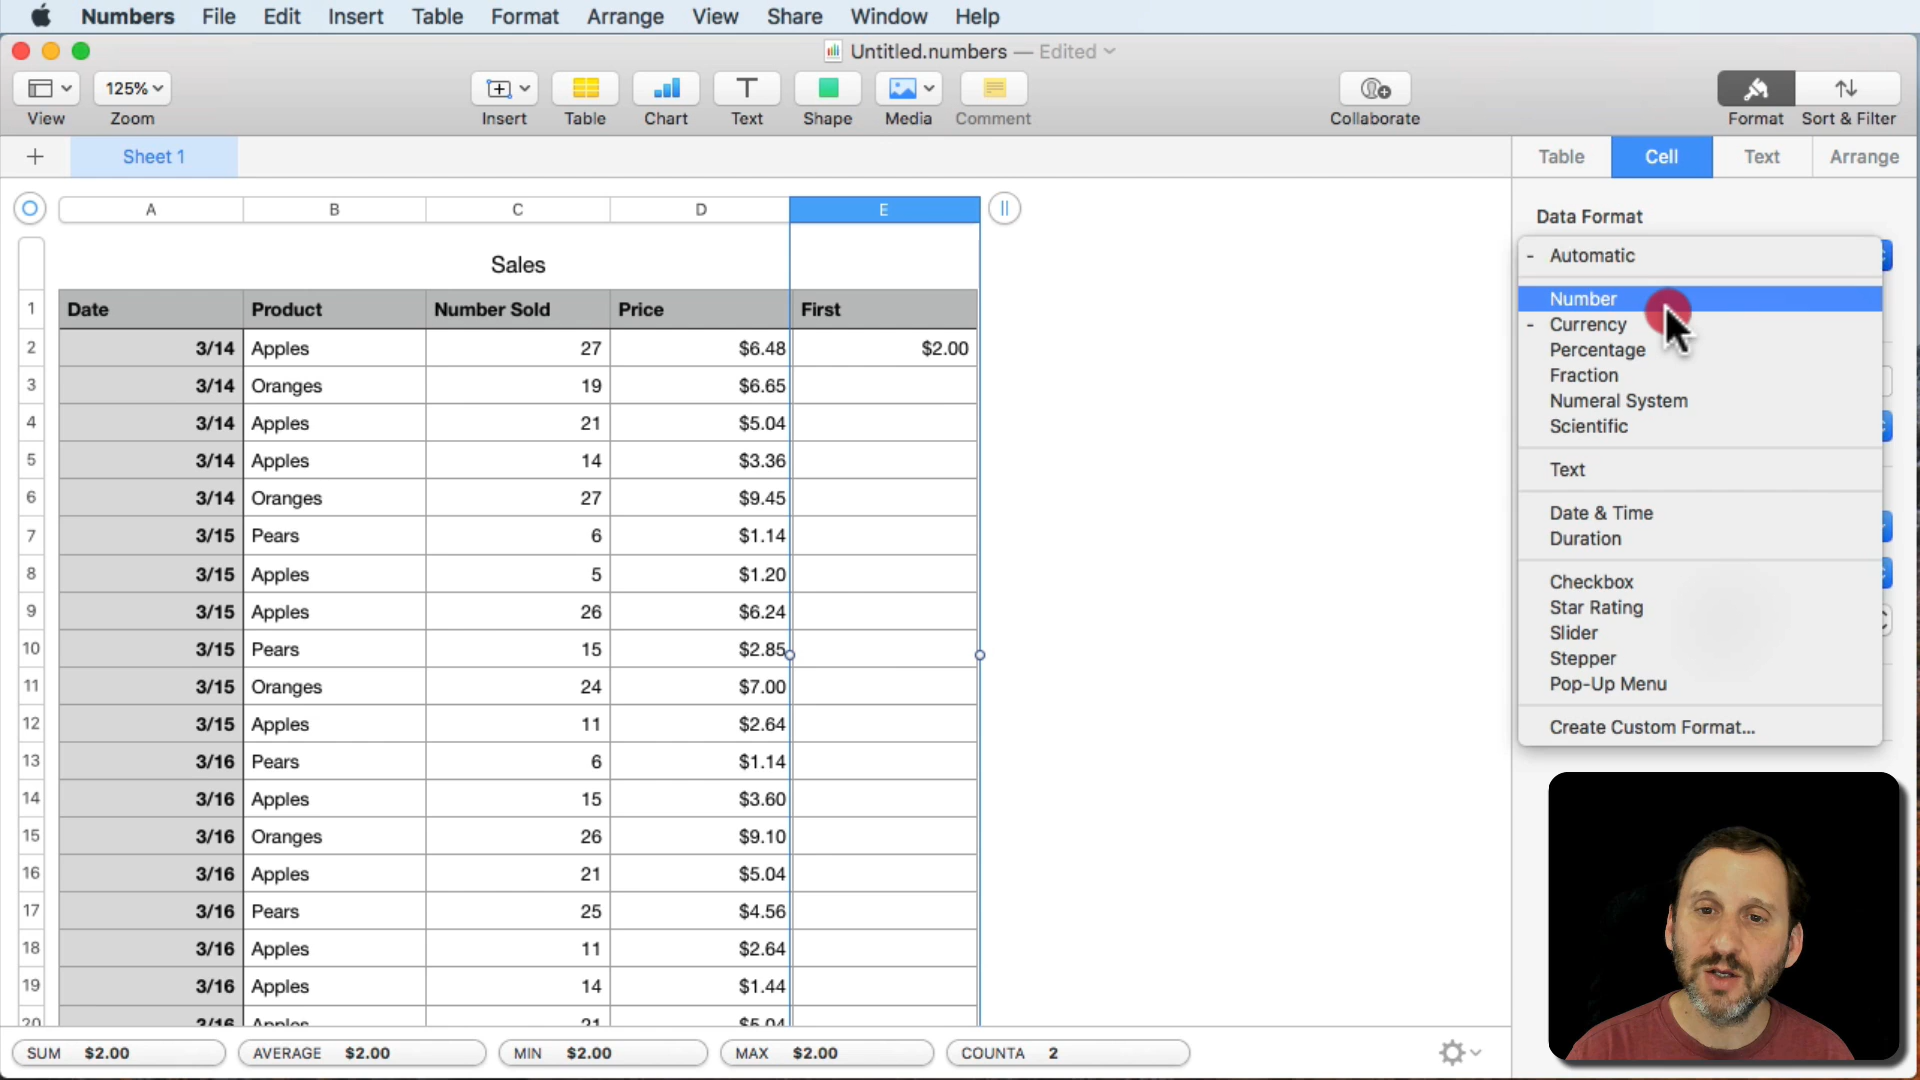 Numbers File Edit Insert Table Format Arrange View Share Window Help
Untitled.numbers — Edited
125%
View Zoom Insert Table Chart Text Shape Media Comment Collaborate Format Sort & Filter
Sheet 1 Table Cell Text Arrange
A B C D E
Data Format
- Automatic
Sales
1 Date Product Number Sold Price First
2 3/14 Apples 27 $6.48 $2.00
3 3/14 Oranges 19 $6.65
4 3/14 Apples 21 $5.04
5 3/14 Apples 14 $3.36
6 3/14 Oranges 27 $9.45
7 3/15 Pears 6 $1.14
8 3/15 Apples 5 $1.20
9 3/15 Apples 26 $6.24
10 3/15 Pears 15 $2.85
11 3/15 Oranges 24 $7.00
12 3/15 Apples 11 $2.64
13 3/16 Pears 6 $1.14
14 3/16 Apples 15 $3.60
15 3/16 Oranges 26 $9.10
16 3/16 Apples 21 $5.04
17 3/16 Pears 25 $4.56
18 3/16 Apples 11 $2.64
19 3/16 Apples 14 $1.44
20 3/16 Apples 21 $5.04
Number
- Currency
Percentage
Fraction
Numeral System
Scientific
Text
Date & Time
Duration
Checkbox
Star Rating
Slider
Stepper
Pop-Up Menu
Create Custom Format...
SUM $2.00 AVERAGE $2.00 MIN $2.00 MAX $2.00 COUNTA 2